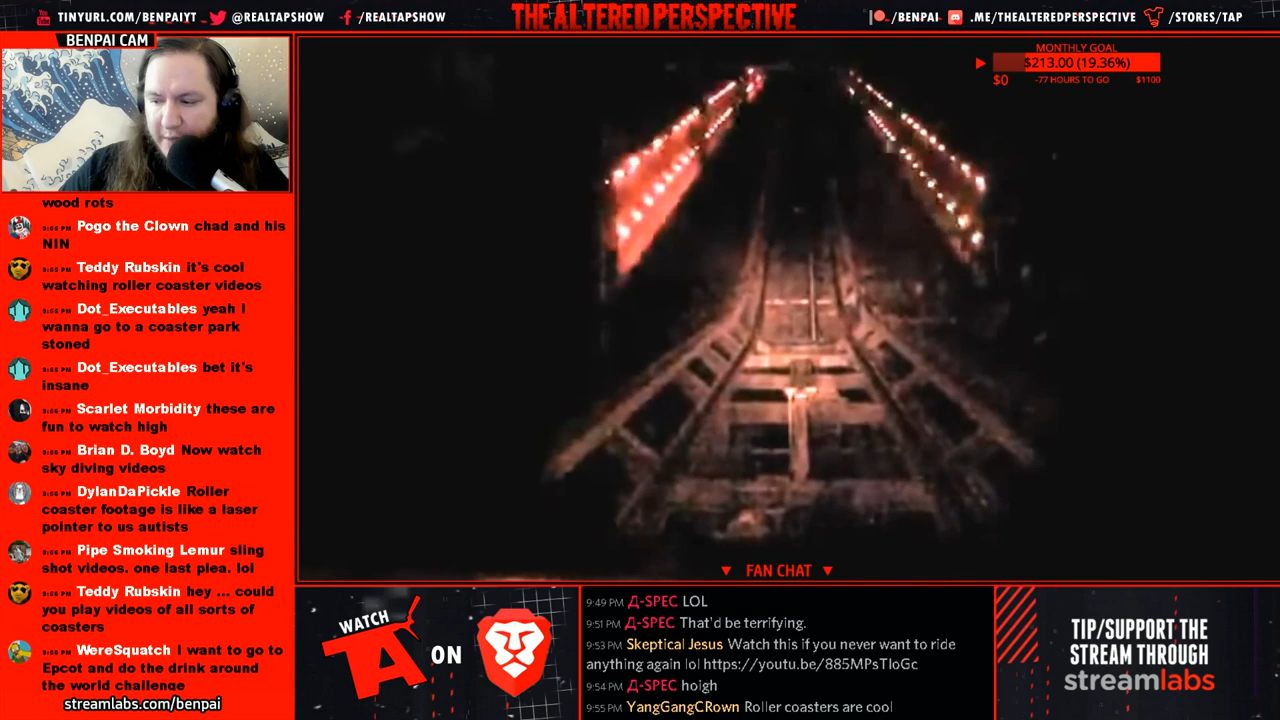 TINYURL.COM/BENPAIYT
@REALTAPSHOW
/REALTAPSHOW
THE ALTERED PERSPECTIVE
/BENPAI
.ME/THEALTEREDPERSPECTIVE
/STORES/TAP
BENPAI CAM
MONTHLY GOAL
$213.00 (19.36%)
$0
-77 HOURS TO GO
$1100
wood rots
Pogo the Clown chad and his
NIN
Teddy Rubskin it's cool
watching roller coaster videos
Dot_Executables yeah I
wanna go to a coaster park
stoned
Dot_Executables bet it's
insane
Scarlet Morbidity these are
fun to watch high
Brian D. Boyd Now watch
sky diving videos
DylanDaPickle Roller
coaster footage is like a laser
pointer to us autists
Pipe Smoking Lemur sling
shot videos. one last plea. lol
Teddy Rubskin hey ... could
you play videos of all sorts of
coasters
WereSquatch I want to go to
Epcot and do the drink around
the world challenge
streamlabs.com/benpai
▼ FAN CHAT ▼
WATCH
ON
9:49 PM Д-SPEC LOL
9:51 PM Д-SPEC That'd be terrifying.
9:53 PM Skeptical Jesus Watch this if you never want to ride
anything again lol https://youtu.be/885MPsTloGc
9:54 PM Д-SPEC hoigh
9:55 PM YangGangCRown Roller coasters are cool
TIP/SUPPORT THE
STREAM THROUGH
streamlabs